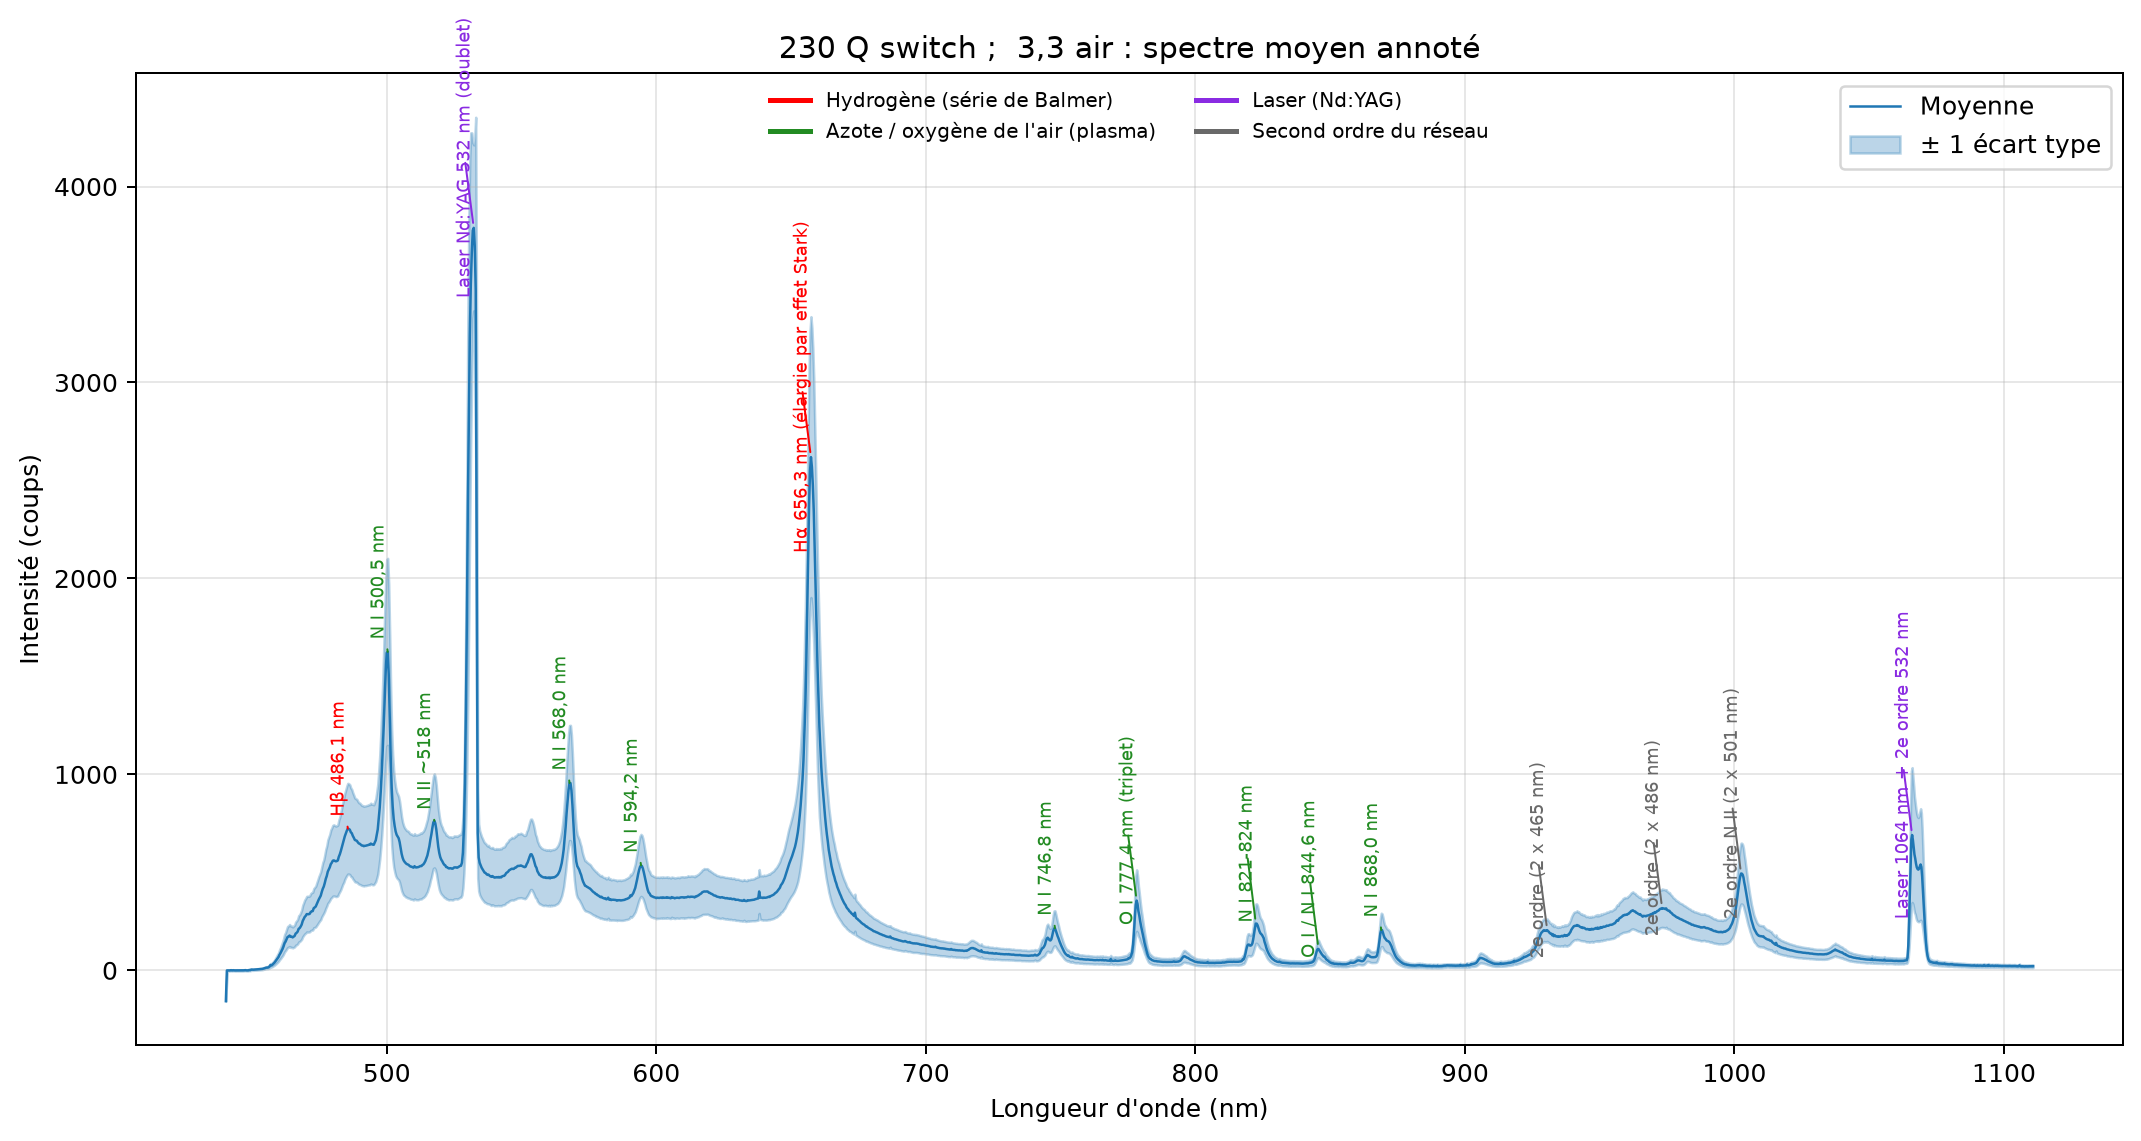 230 Q switch ;  3,3 air : spectre moyen annoté
Hydrogène (série de Balmer)
Azote / oxygène de l'air (plasma)
Laser (Nd:YAG)
Second ordre du réseau
Moyenne
± 1 écart type
Intensité (coups)
4000
3000
2000
1000
0
Hβ 486,1 nm
N I 500,5 nm
N II ~518 nm
Laser Nd:YAG 532 nm (doublet)
N I 568,0 nm
N I 594,2 nm
Hα 656,3 nm (élargie par effet Stark)
N I 746,8 nm
O I 777,4 nm (triplet)
N I 821-824 nm
O I / N I 844,6 nm
N I 868,0 nm
2e ordre (2 x 465 nm)
2e ordre (2 x 486 nm)
2e ordre N II (2 x 501 nm)
Laser 1064 nm + 2e ordre 532 nm
500
600
700
800
900
1000
1100
Longueur d'onde (nm)